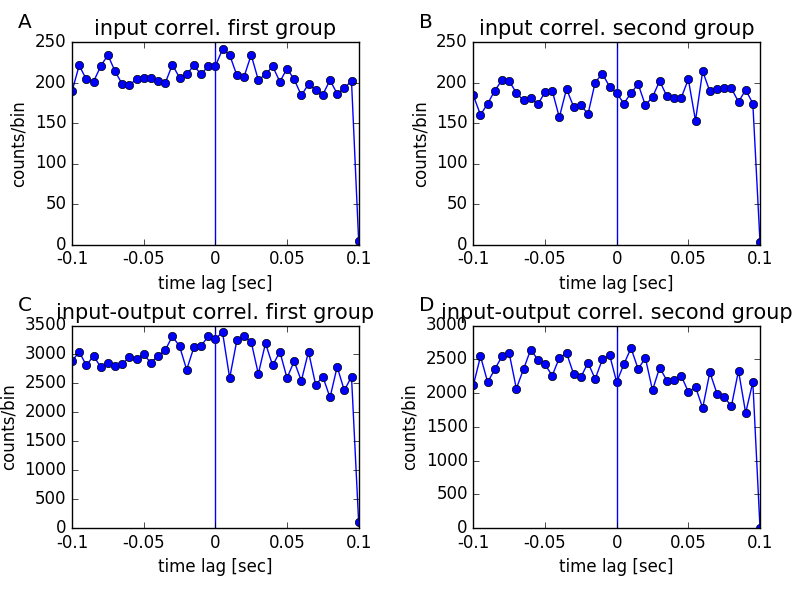 A
input correl. first group
250
200
150
100
50
0
counts/bin
-0.1 -0.05 0 0.05 0.1
time lag [sec]
B
input correl. second group
250
200
150
100
50
0
counts/bin
-0.1 -0.05 0 0.05 0.1
time lag [sec]
C
input-output correl. first group
3500
3000
2500
2000
1500
1000
500
0
counts/bin
-0.1 -0.05 0 0.05 0.1
time lag [sec]
D
input-output correl. second group
3000
2500
2000
1500
1000
500
0
counts/bin
-0.1 -0.05 0 0.05 0.1
time lag [sec]